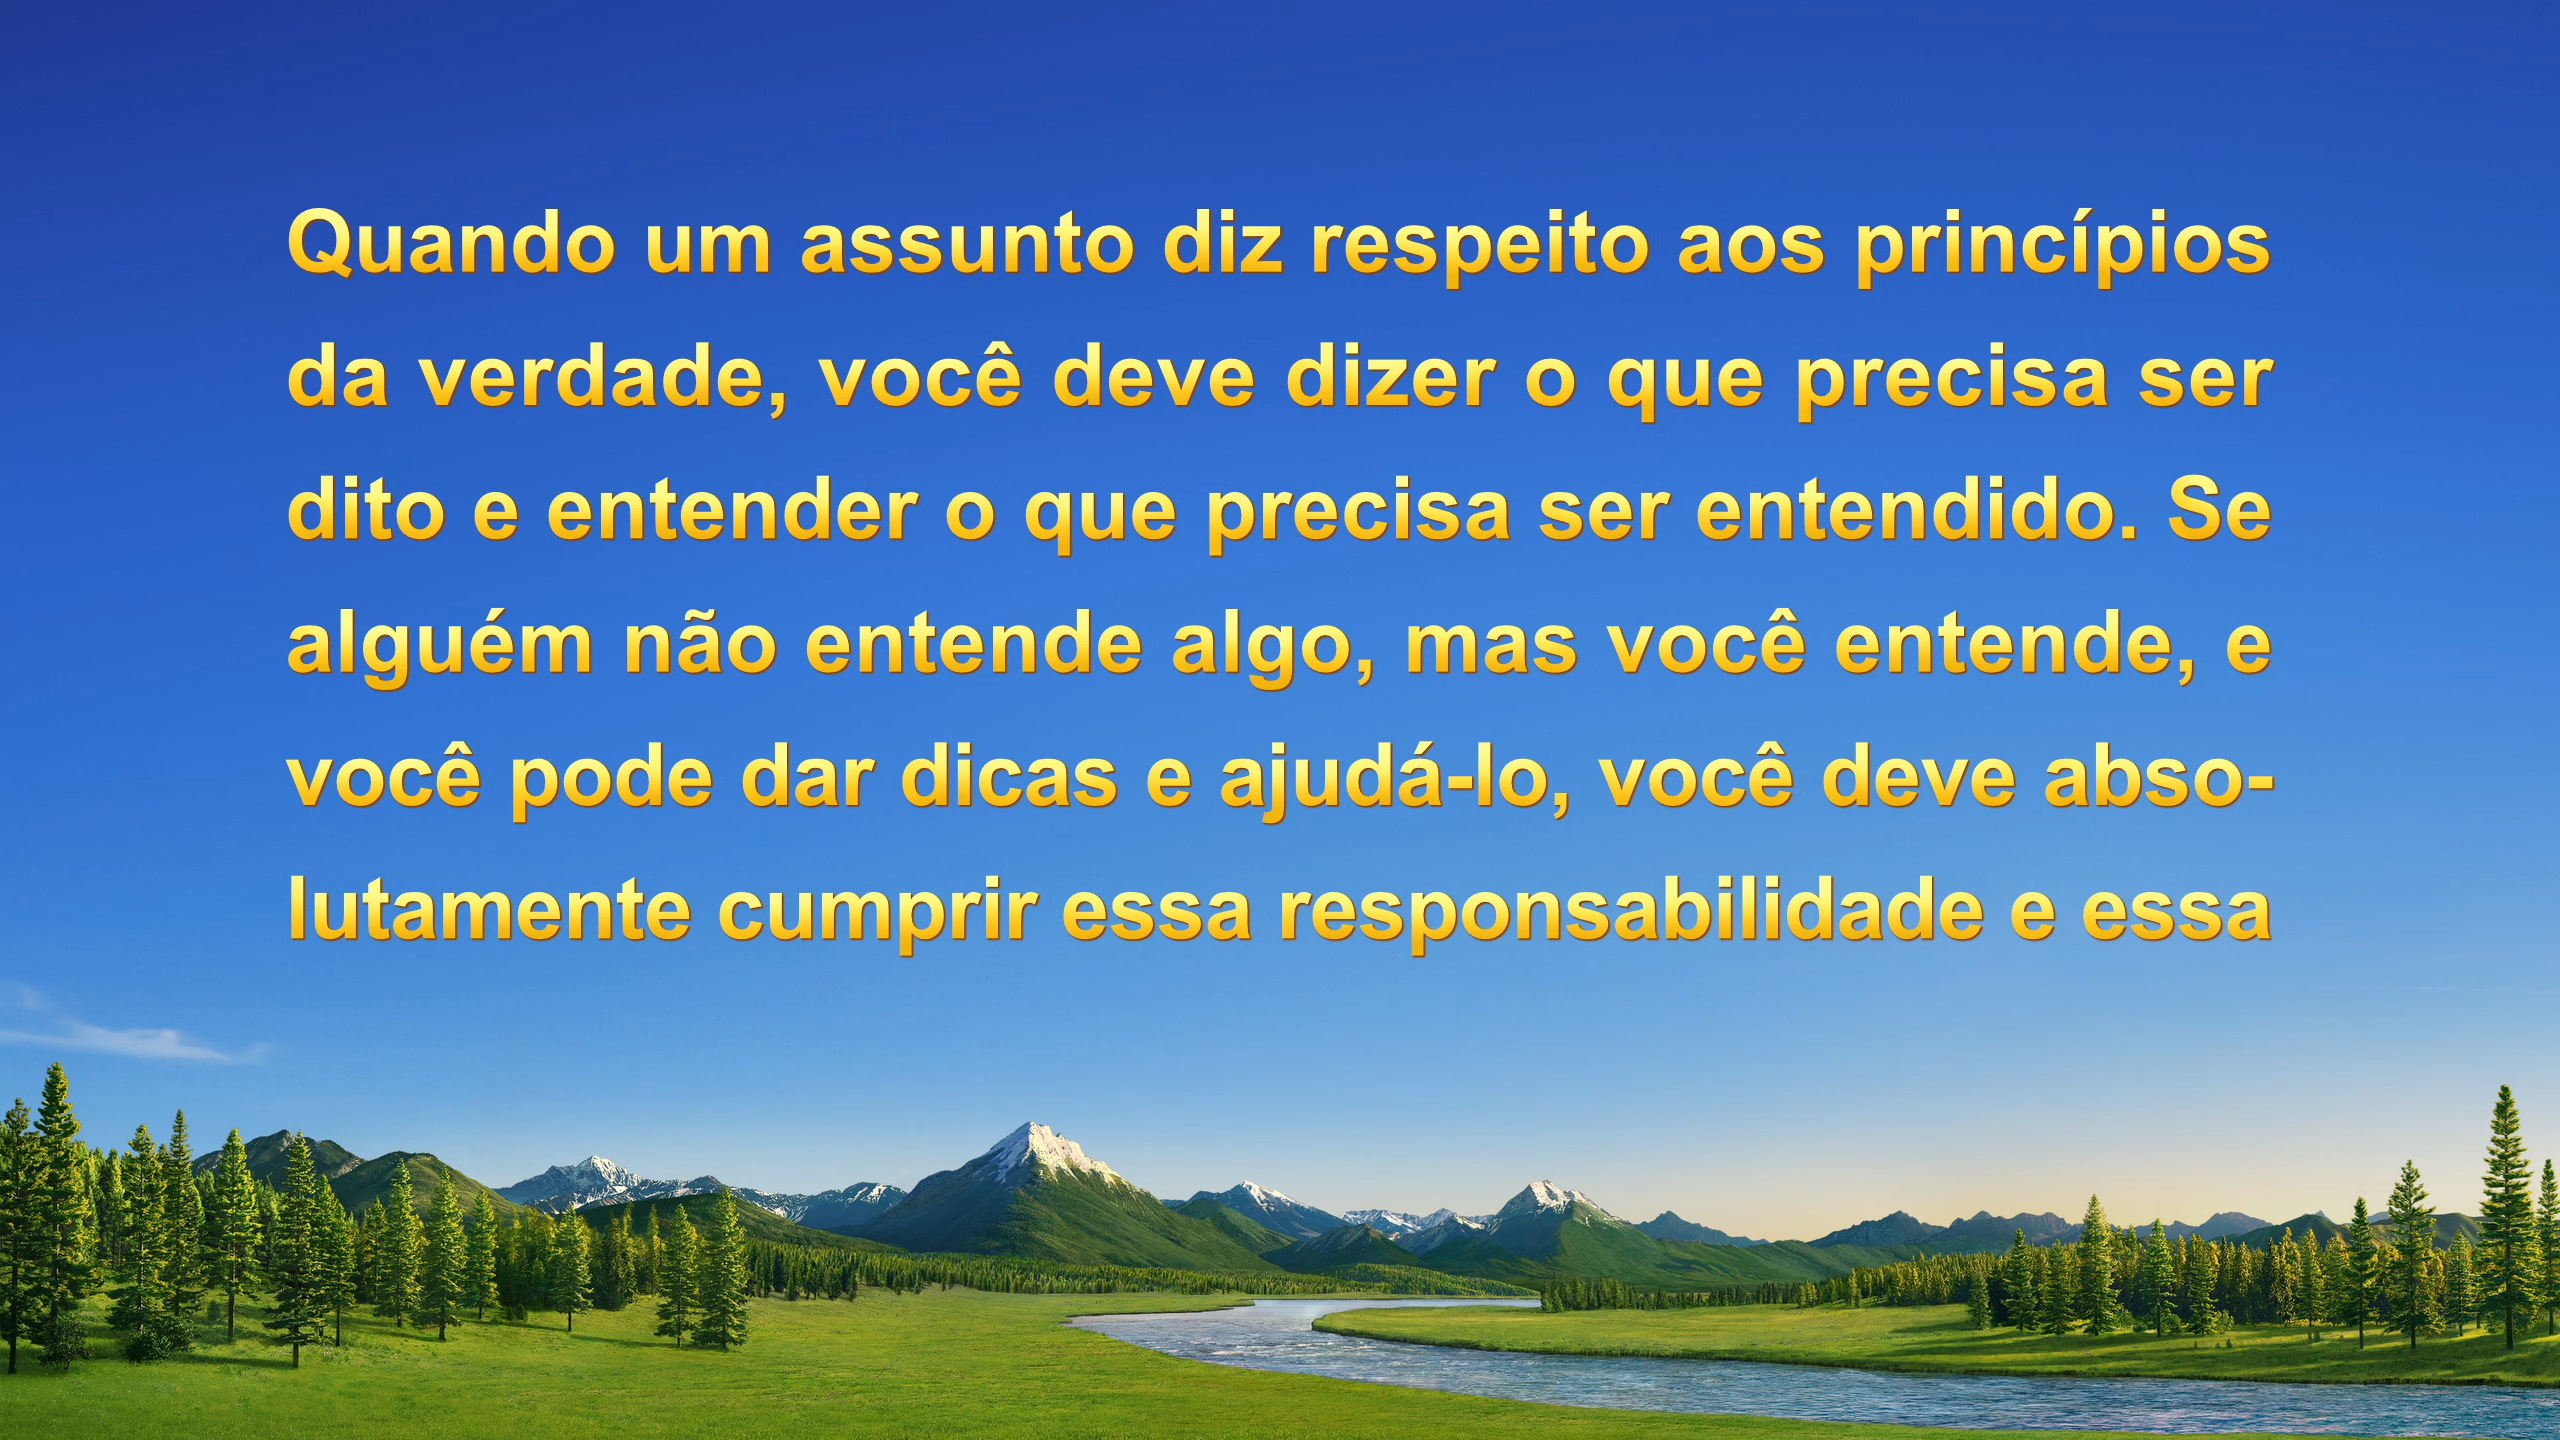 Quando um assunto diz respeito aos princípios
da verdade, você deve dizer o que precisa ser
dito e entender o que precisa ser entendido. Se
alguém não entende algo, mas você entende, e
você pode dar dicas e ajudá-lo, você deve abso-
lutamente cumprir essa responsabilidade e essa